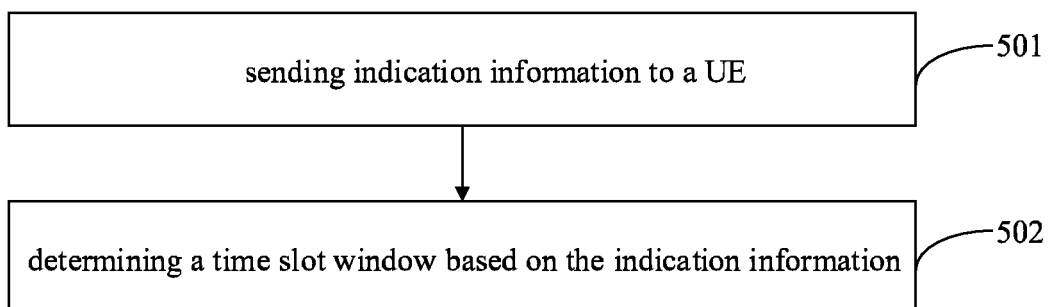 sending indication information to a UE
501
determining a time slot window based on the indication information
502